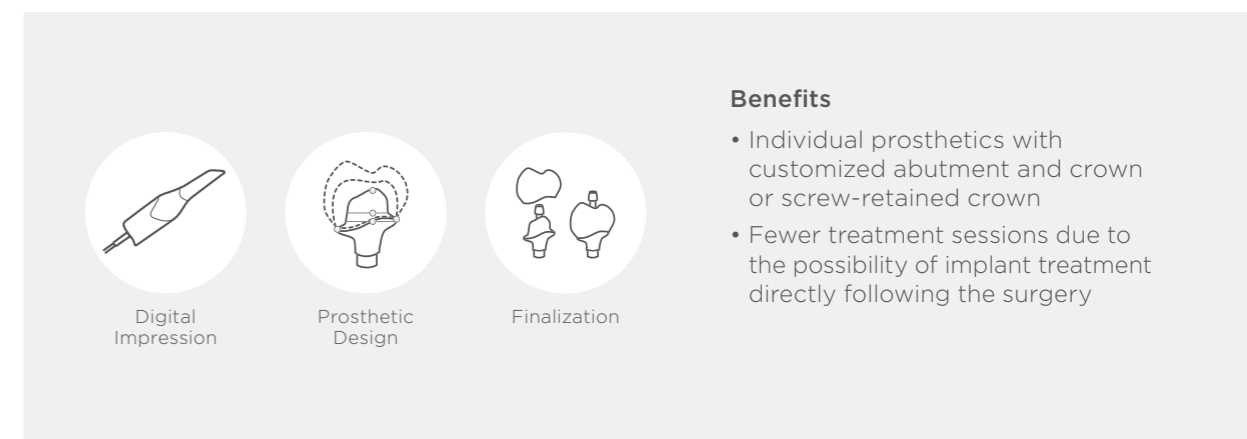 Digital
Impression
Prosthetic
Design
Finalization
Benefits
• Individual prosthetics with
customized abutment and crown
or screw-retained crown
• Fewer treatment sessions due to
the possibility of implant treatment
directly following the surgery